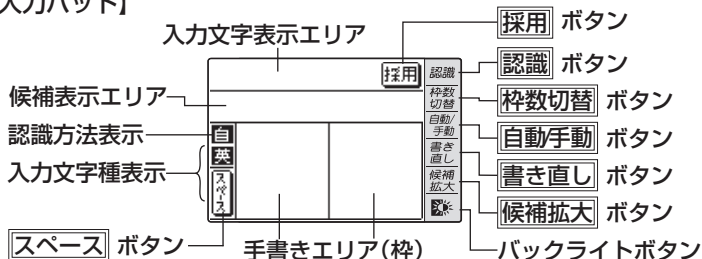 入力パッド】
入力文字表示エリア
採用 ボタン
認識 ボタン
枠数切替 ボタン
自動/手動 ボタン
書き直し ボタン
候補拡大 ボタン
バックライトボタン
候補表示エリア
認識方法表示
入力文字種表示
スペース ボタン
手書きエリア(枠)
採用
認識
枠数
切替
自動/
手動
書き
直し
候補
拡大
自
英
スペース